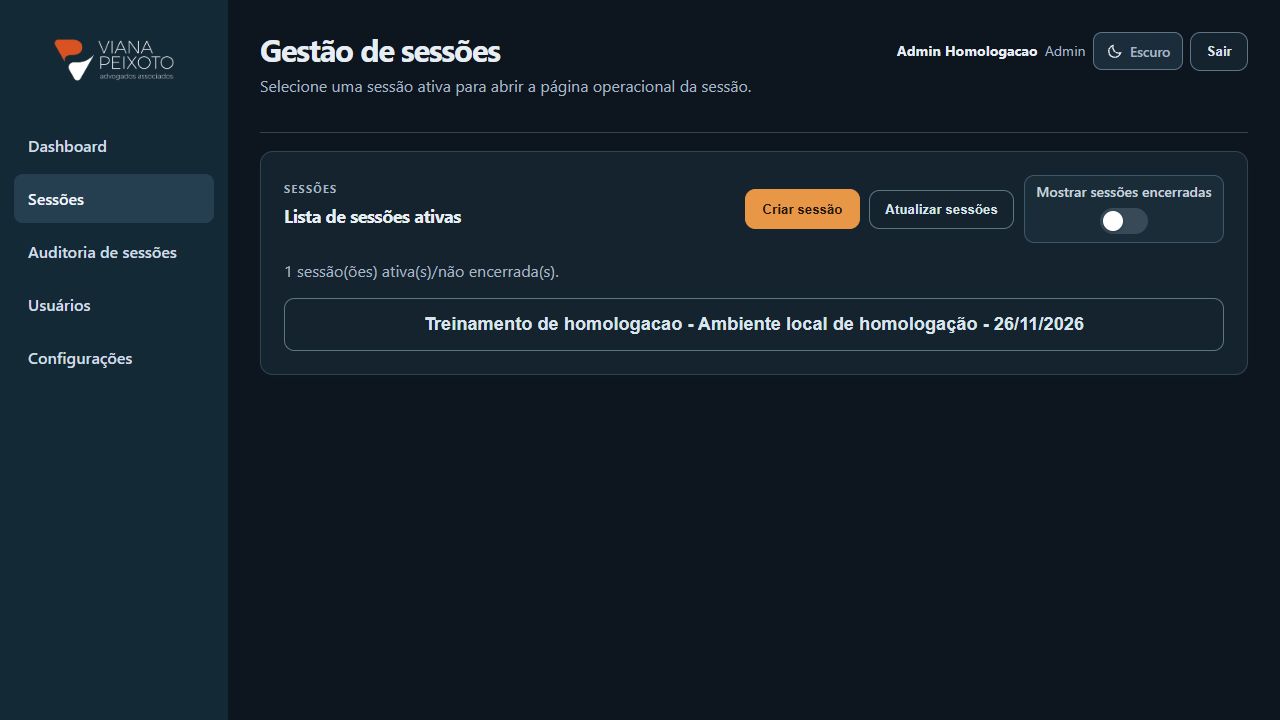 VIANA
PEIXOTO
advogados associados
Dashboard
Sessões
Auditoria de sessões
Usuários
Configurações
Gestão de sessões
Selecione uma sessão ativa para abrir a página operacional da sessão.
Admin Homologacao Admin
Escuro
Sair
SESSÕES
Lista de sessões ativas
Criar sessão
Atualizar sessões
Mostrar sessões encerradas
1 sessão(ões) ativa(s)/não encerrada(s).
Treinamento de homologacao - Ambiente local de homologação - 26/11/2026